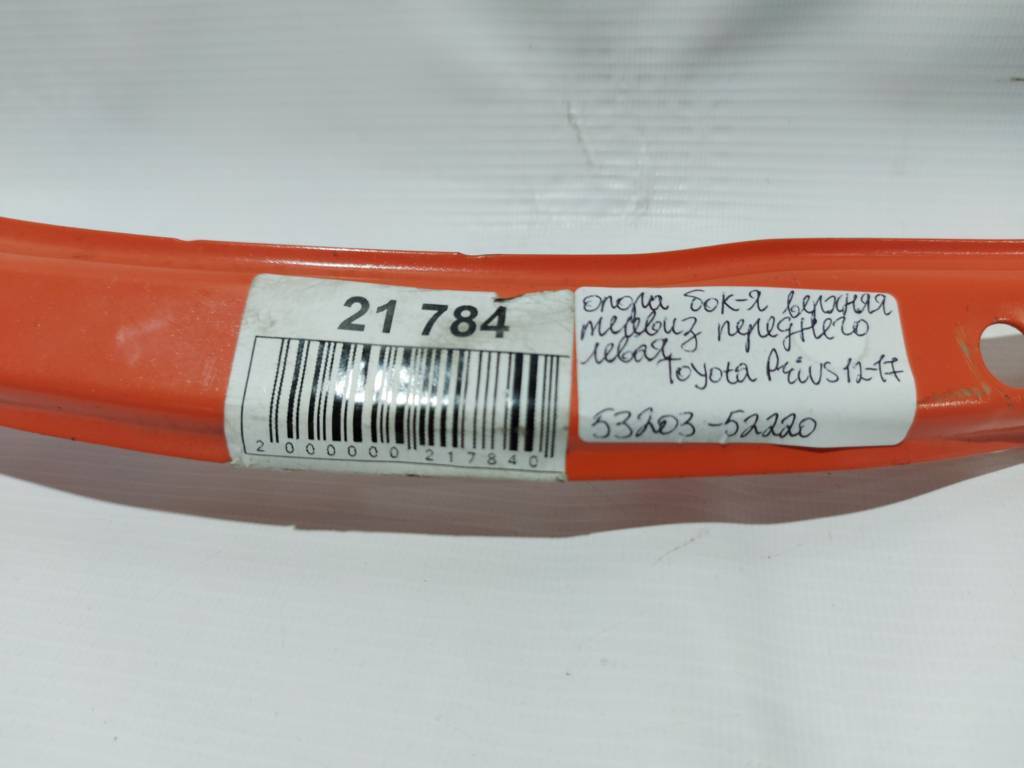 21 784
2 000000 217840
опора бок-я верхняя
телевиз переднего
левая
Toyota Prius 12-17
53203-52220